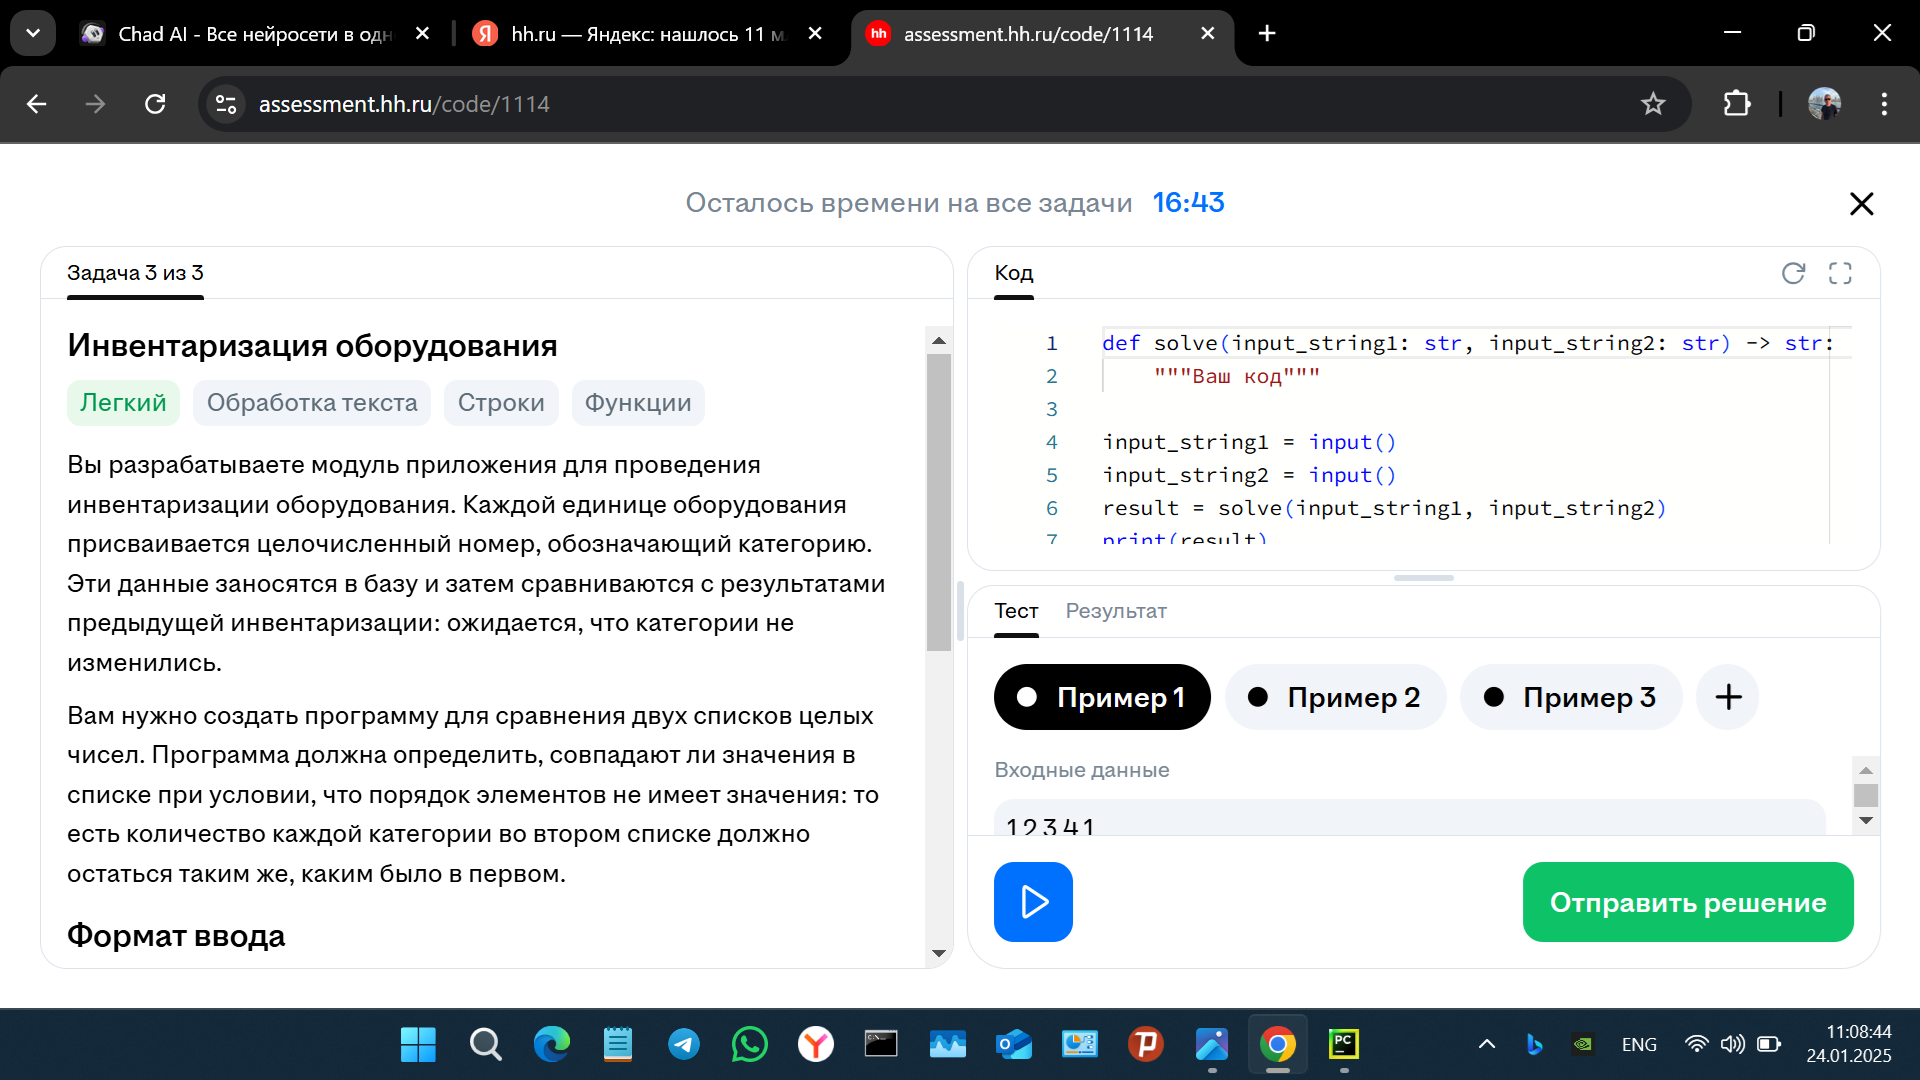 Chad AI - Все нейросети в одн
hh.ru — Яндекс: нашлось 11 м
assessment.hh.ru/code/1114
assessment.hh.ru/code/1114
Осталось времени на все задачи 16:43
Задача 3 из 3
Инвентаризация оборудования
Легкий Обработка текста Строки Функции
Вы разрабатываете модуль приложения для проведения
инвентаризации оборудования. Каждой единице оборудования
присваивается целочисленный номер, обозначающий категорию.
Эти данные заносятся в базу и затем сравниваются с результатами
предыдущей инвентаризации: ожидается, что категории не
изменились.
Вам нужно создать программу для сравнения двух списков целых
чисел. Программа должна определить, совпадают ли значения в
списке при условии, что порядок элементов не имеет значения: то
есть количество каждой категории во втором списке должно
остаться таким же, каким было в первом.
Формат ввода
Код
1 def solve(input_string1: str, input_string2: str) -> str:
2 """Ваш код"""
3
4 input_string1 = input()
5 input_string2 = input()
6 result = solve(input_string1, input_string2)
7 print(result)
Тест Результат
Пример 1 Пример 2 Пример 3
Входные данные
1 2 3 4 1
Отправить решение
ENG
11:08:44
24.01.2025